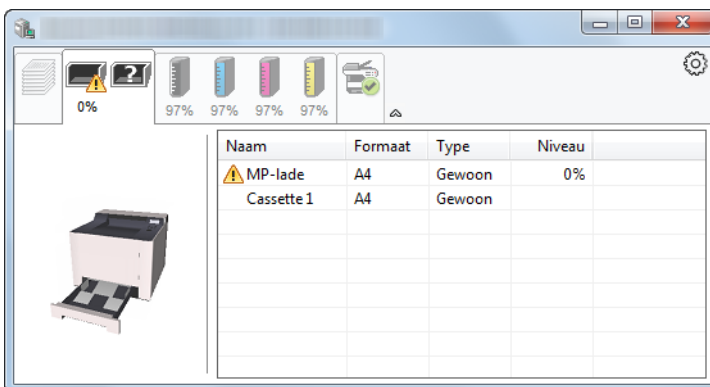 ?
0%
97% 97% 97% 97%
Naam Formaat Type Niveau
MP-lade A4 Gewoon 0%
Cassette 1 A4 Gewoon